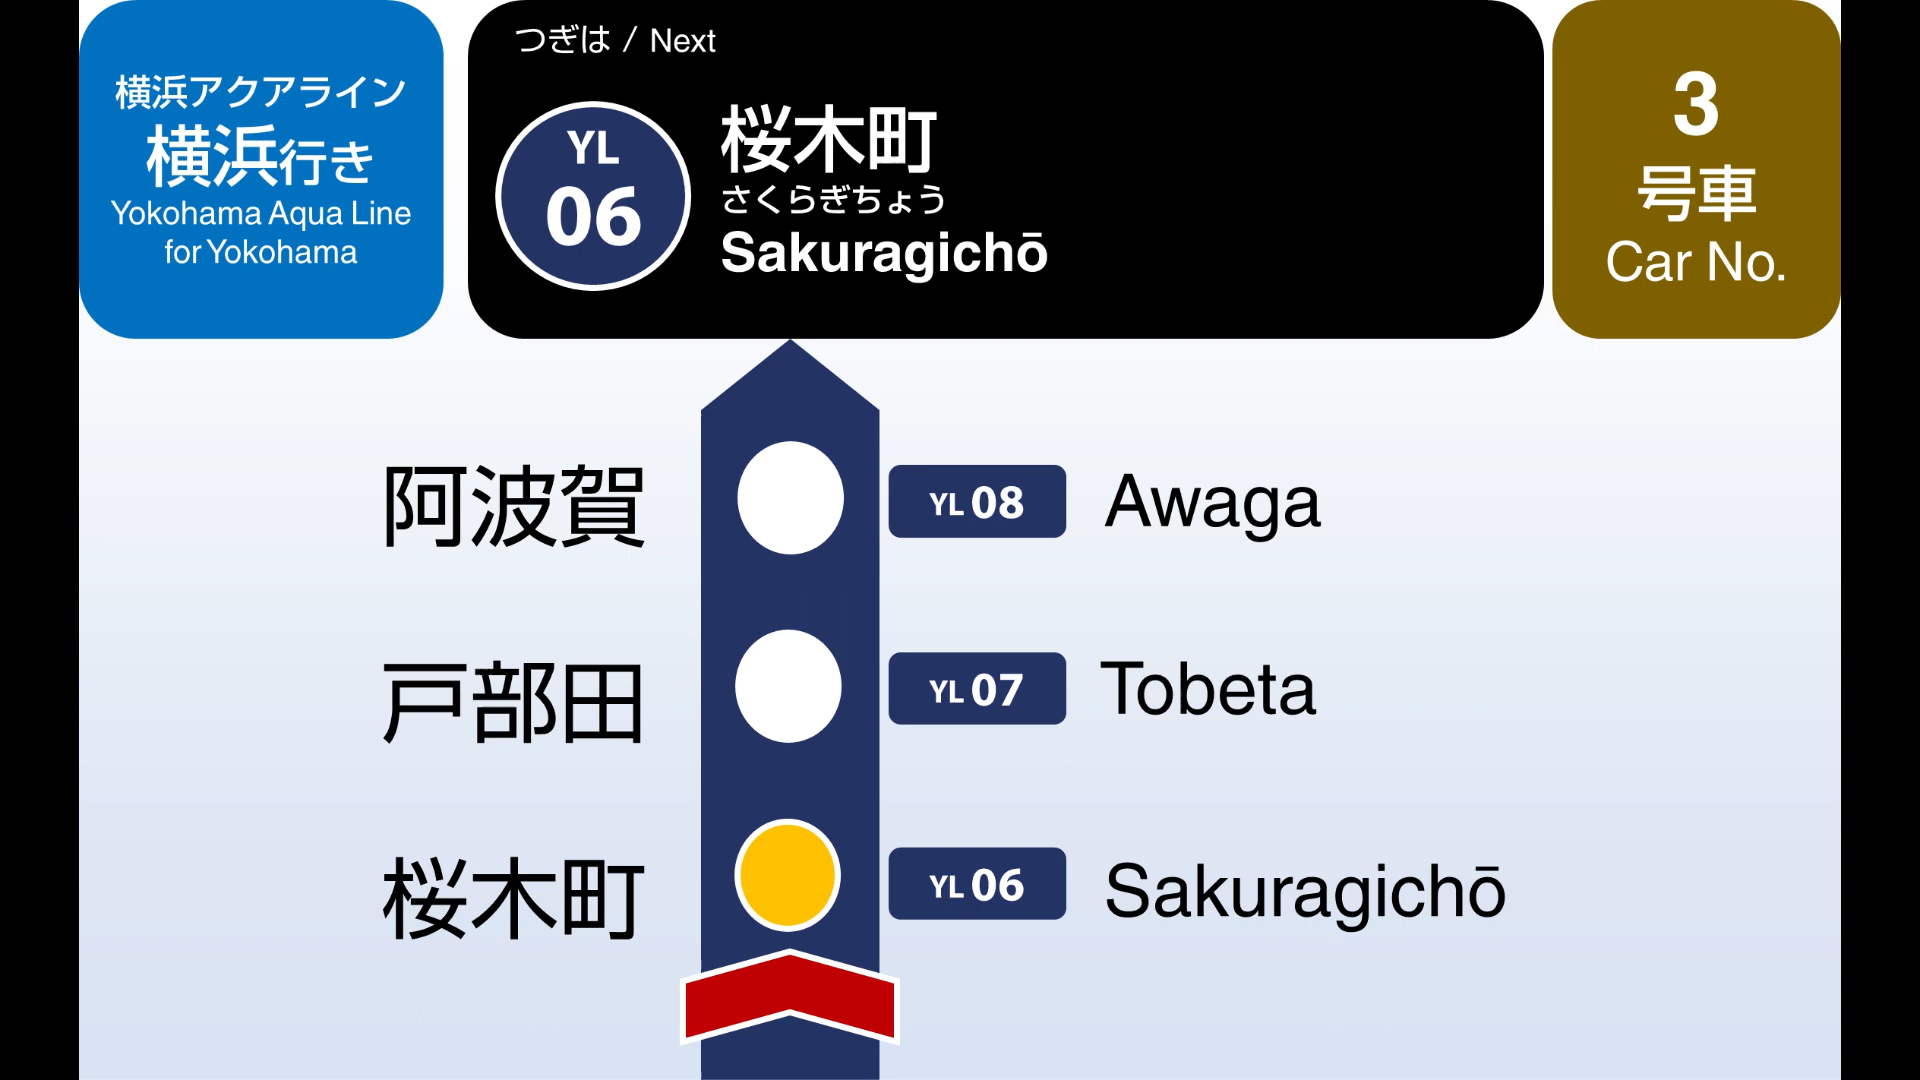 横浜アクアライン
横浜行き
Yokohama Aqua Line
for Yokohama
つぎは / Next
YL
06
桜木町
さくらぎちょう
Sakuragichō
3
号車
Car No.
阿波賀 YL 08 Awaga
戸部田 YL 07 Tobeta
桜木町 YL 06 Sakuragichō